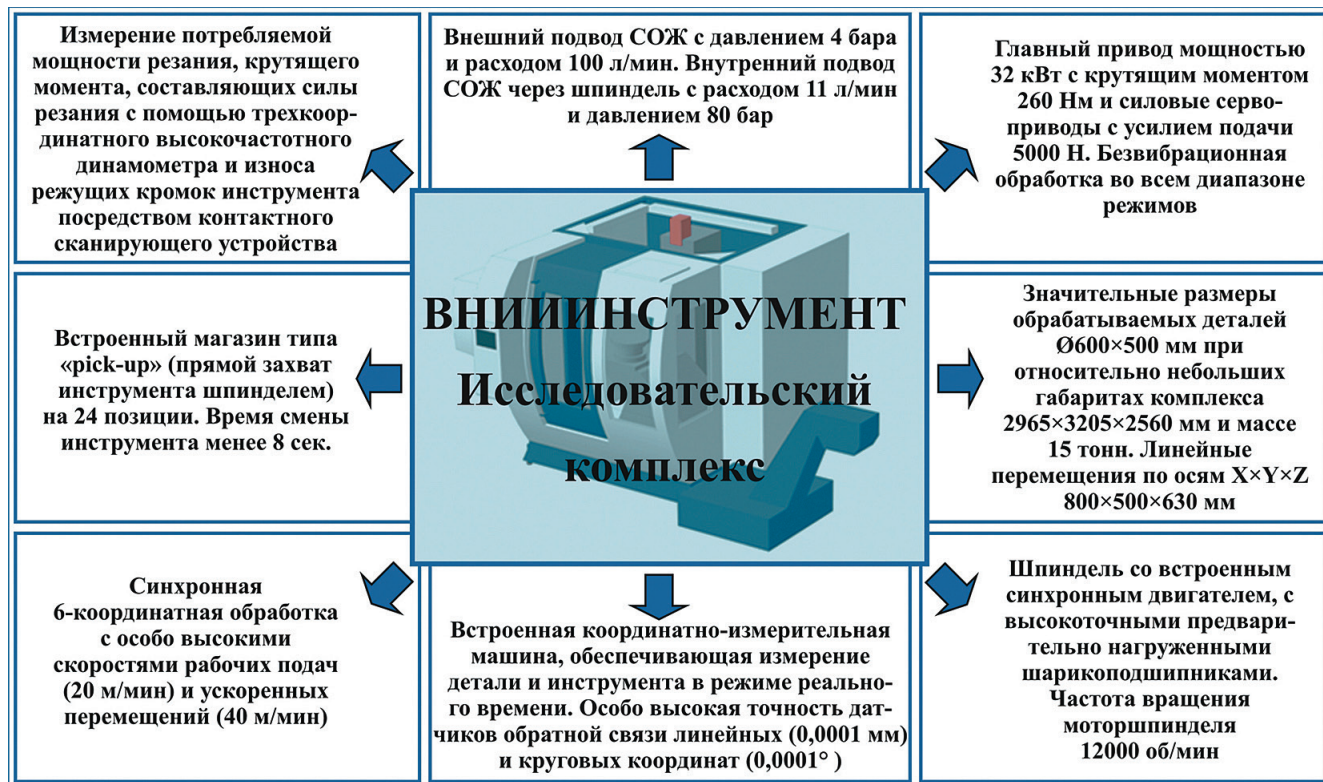 Измерение потребляемой
мощности резания, крутящего
момента, составляющих силы
резания с помощью трехкоор-
динатного высокочастотного
динамометра и износа
режущих кромок инструмента
посредством контактного
сканирующего устройства
Внешний подвод СОЖ с давлением 4 бара
и расходом 100 л/мин. Внутренний подвод
СОЖ через шпиндель с расходом 11 л/мин
и давлением 80 бар
Главный привод мощностью
32 кВт с крутящим моментом
260 Нм и силовые серво-
приводы с усилием подачи
5000 Н. Безвибрационная
обработка во всем диапазоне
режимов
Встроенный магазин типа
«pick-up» (прямой захват
инструмента шпинделем)
на 24 позиции. Время смены
инструмента менее 8 сек.
ВНИИИНСТРУМЕНТ
Исследовательский
комплекс
Значительные размеры
обрабатываемых деталей
Ø600×500 мм при
относительно небольших
габаритах комплекса
2965×3205×2560 мм и массе
15 тонн. Линейные
перемещения по осям X×Y×Z
800×500×630 мм
Синхронная
6-координатная обработка
с особо высокими
скоростями рабочих подач
(20 м/мин) и ускоренных
перемещений (40 м/мин)
Встроенная координатно-измерительная
машина, обеспечивающая измерение
детали и инструмента в режиме реально-
го времени. Особо высокая точность дат-
чиков обратной связи линейных (0,0001 мм)
и круговых координат (0,0001° )
Шпиндель со встроенным
синхронным двигателем, с
высокоточными предвари-
тельно нагруженными
шарикоподшипниками.
Частота вращения
моторшпинделя
12000 об/мин